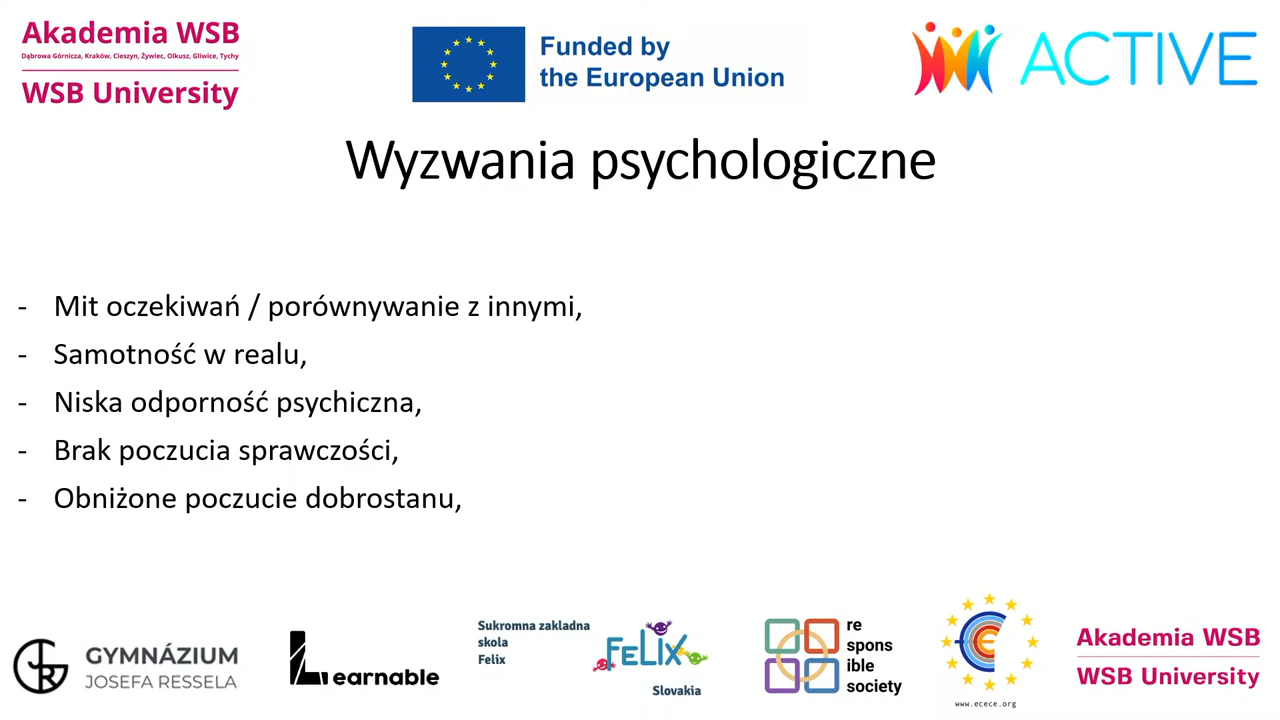 Akademia WSB
Dąbrowa Górnicza, Kraków, Cieszyn, Żywiec, Olkusz, Gliwice, Tychy
WSB University
Funded by
the European Union
ACTIVE
Wyzwania psychologiczne
- Mit oczekiwań / porównywanie z innymi,
- Samotność w realu,
- Niska odporność psychiczna,
- Brak poczucia sprawczości,
- Obniżone poczucie dobrostanu,
GYMNÁZIUM
JOSEFA RESSELA
Learnable
Sukromna zakladna
skola
Felix
FELIX
Slovakia
re
spons
ible
society
www.ecece.org
Akademia WSB
WSB University